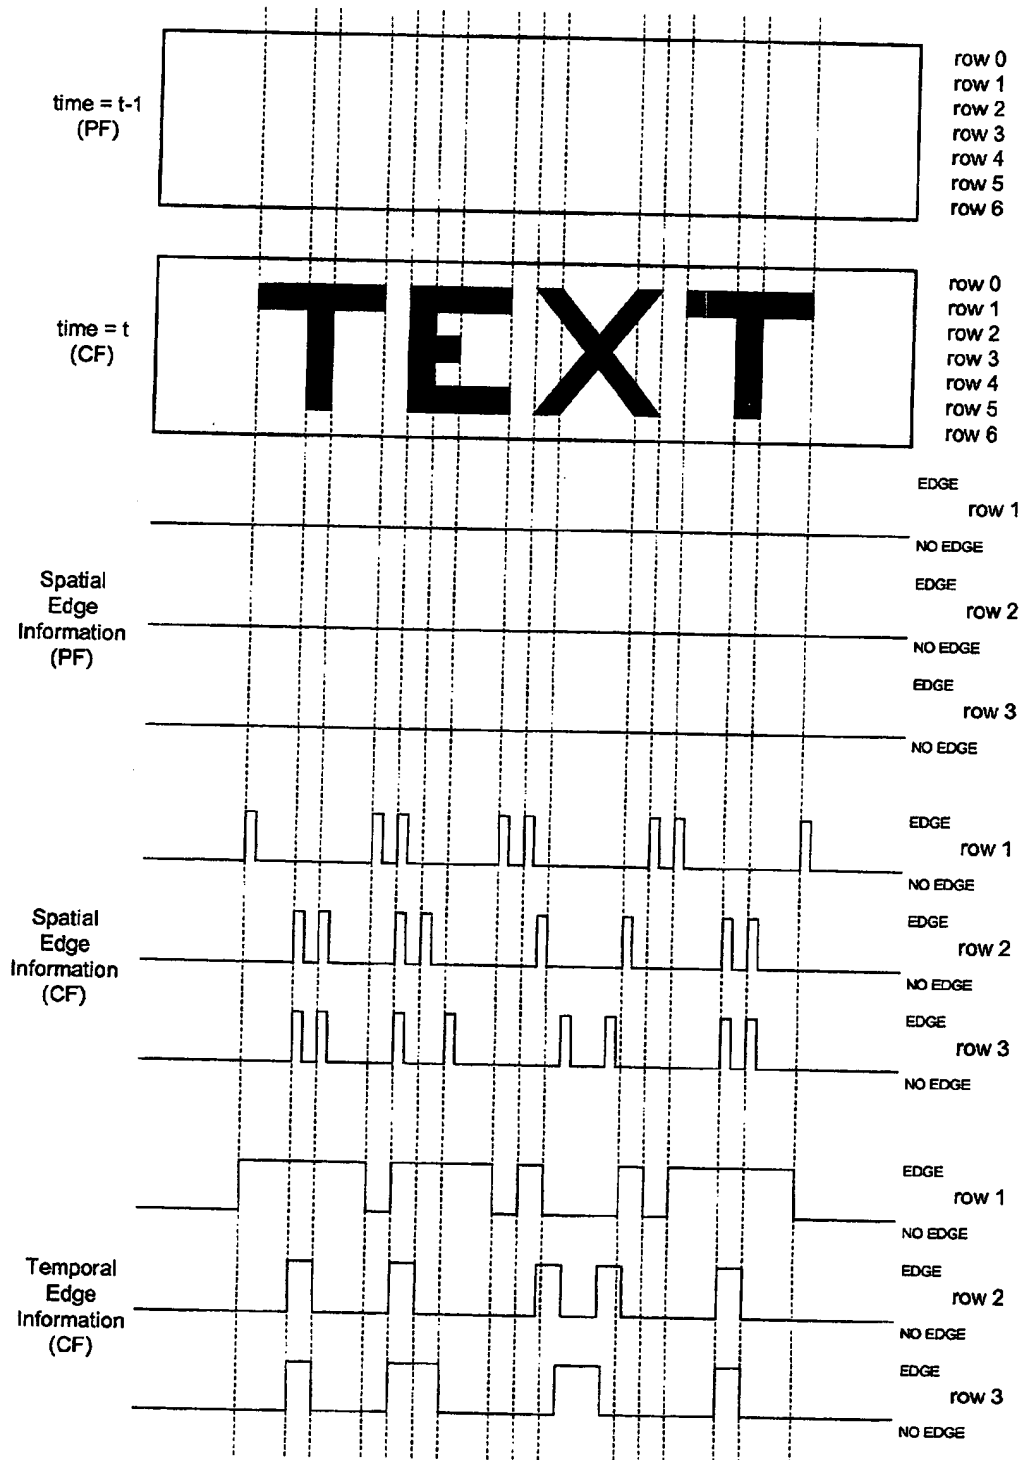 time = t-1
(PF)
row 0
row 1
row 2
row 3
row 4
row 5
row 6
time = t
(CF)
TEXT
row 0
row 1
row 2
row 3
row 4
row 5
row 6
Spatial
Edge
Information
(PF)
EDGE
row 1
NO EDGE
EDGE
row 2
NO EDGE
EDGE
row 3
NO EDGE
Spatial
Edge
Information
(CF)
EDGE
row 1
NO EDGE
EDGE
row 2
NO EDGE
EDGE
row 3
NO EDGE
Temporal
Edge
Information
(CF)
EDGE
row 1
NO EDGE
EDGE
row 2
NO EDGE
EDGE
row 3
NO EDGE